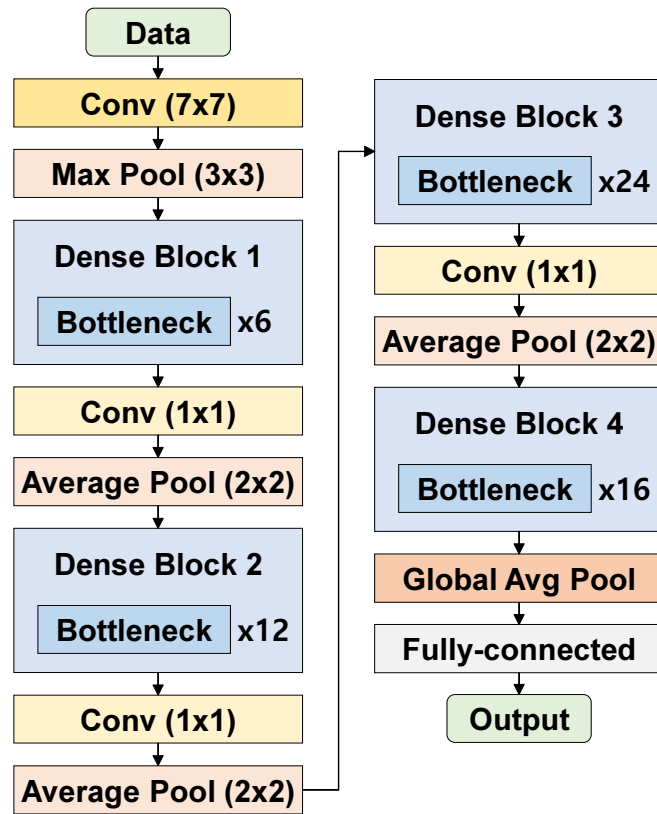 Data
Conv (7x7)
Max Pool (3x3)
Dense Block 1
Bottleneck x6
Conv (1x1)
Average Pool (2x2)
Dense Block 2
Bottleneck x12
Conv (1x1)
Average Pool (2x2)
Dense Block 3
Bottleneck x24
Conv (1x1)
Average Pool (2x2)
Dense Block 4
Bottleneck x16
Global Avg Pool
Fully-connected
Output